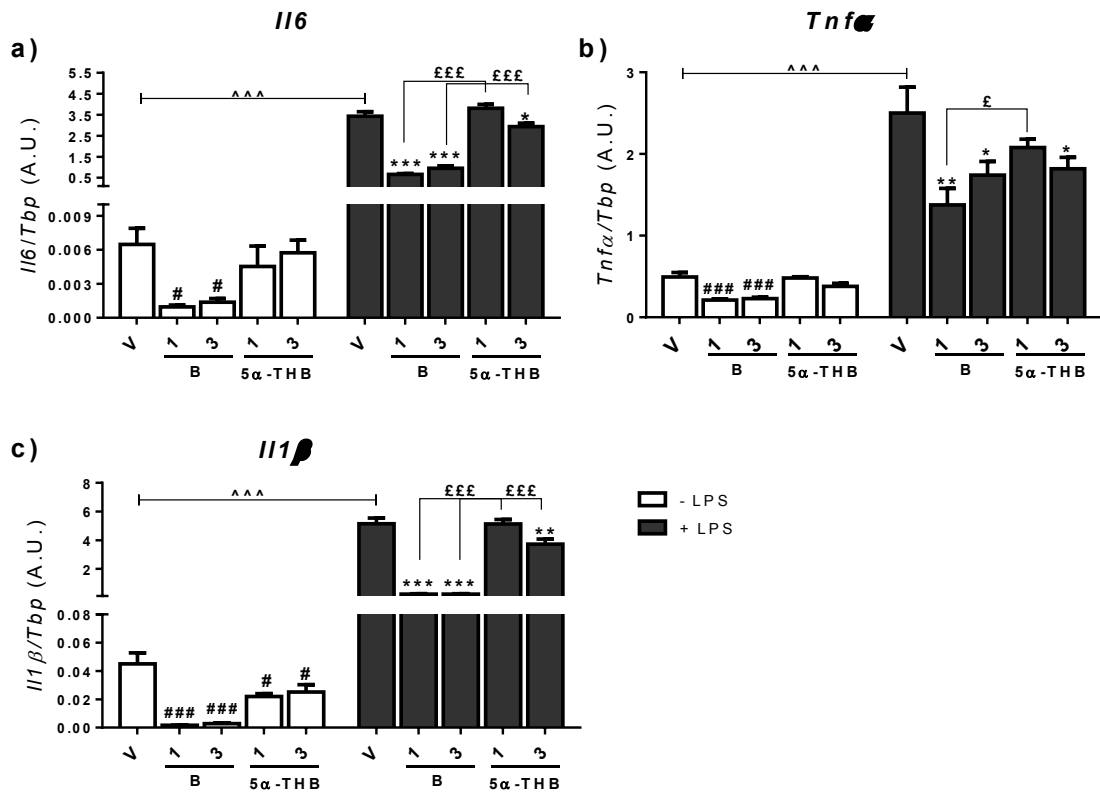 Il6
a)
5.5
4.5
3.5
2.5
1.5
0.5
0.009
0.006
0.003
0.000
Il6/Tbp (A.U.)
^^^
£££ £££
*** *** *
# #
V 1 3 1 3 V 1 3 1 3
B 5α-THB B 5α-THB
Tnfα
b)
3
2
1
0
Tnfα/Tbp (A.U.)
^^^
£
** * *
### ###
V 1 3 1 3 V 1 3 1 3
B 5α-THB B 5α-THB
Il1β
c)
8
6
4
2
0.08
0.06
0.04
0.02
0.00
Il1β/Tbp (A.U.)
^^^
£££ £££
*** *** **
### ### # #
V 1 3 1 3 V 1 3 1 3
B 5α-THB B 5α-THB
- LPS
+ LPS